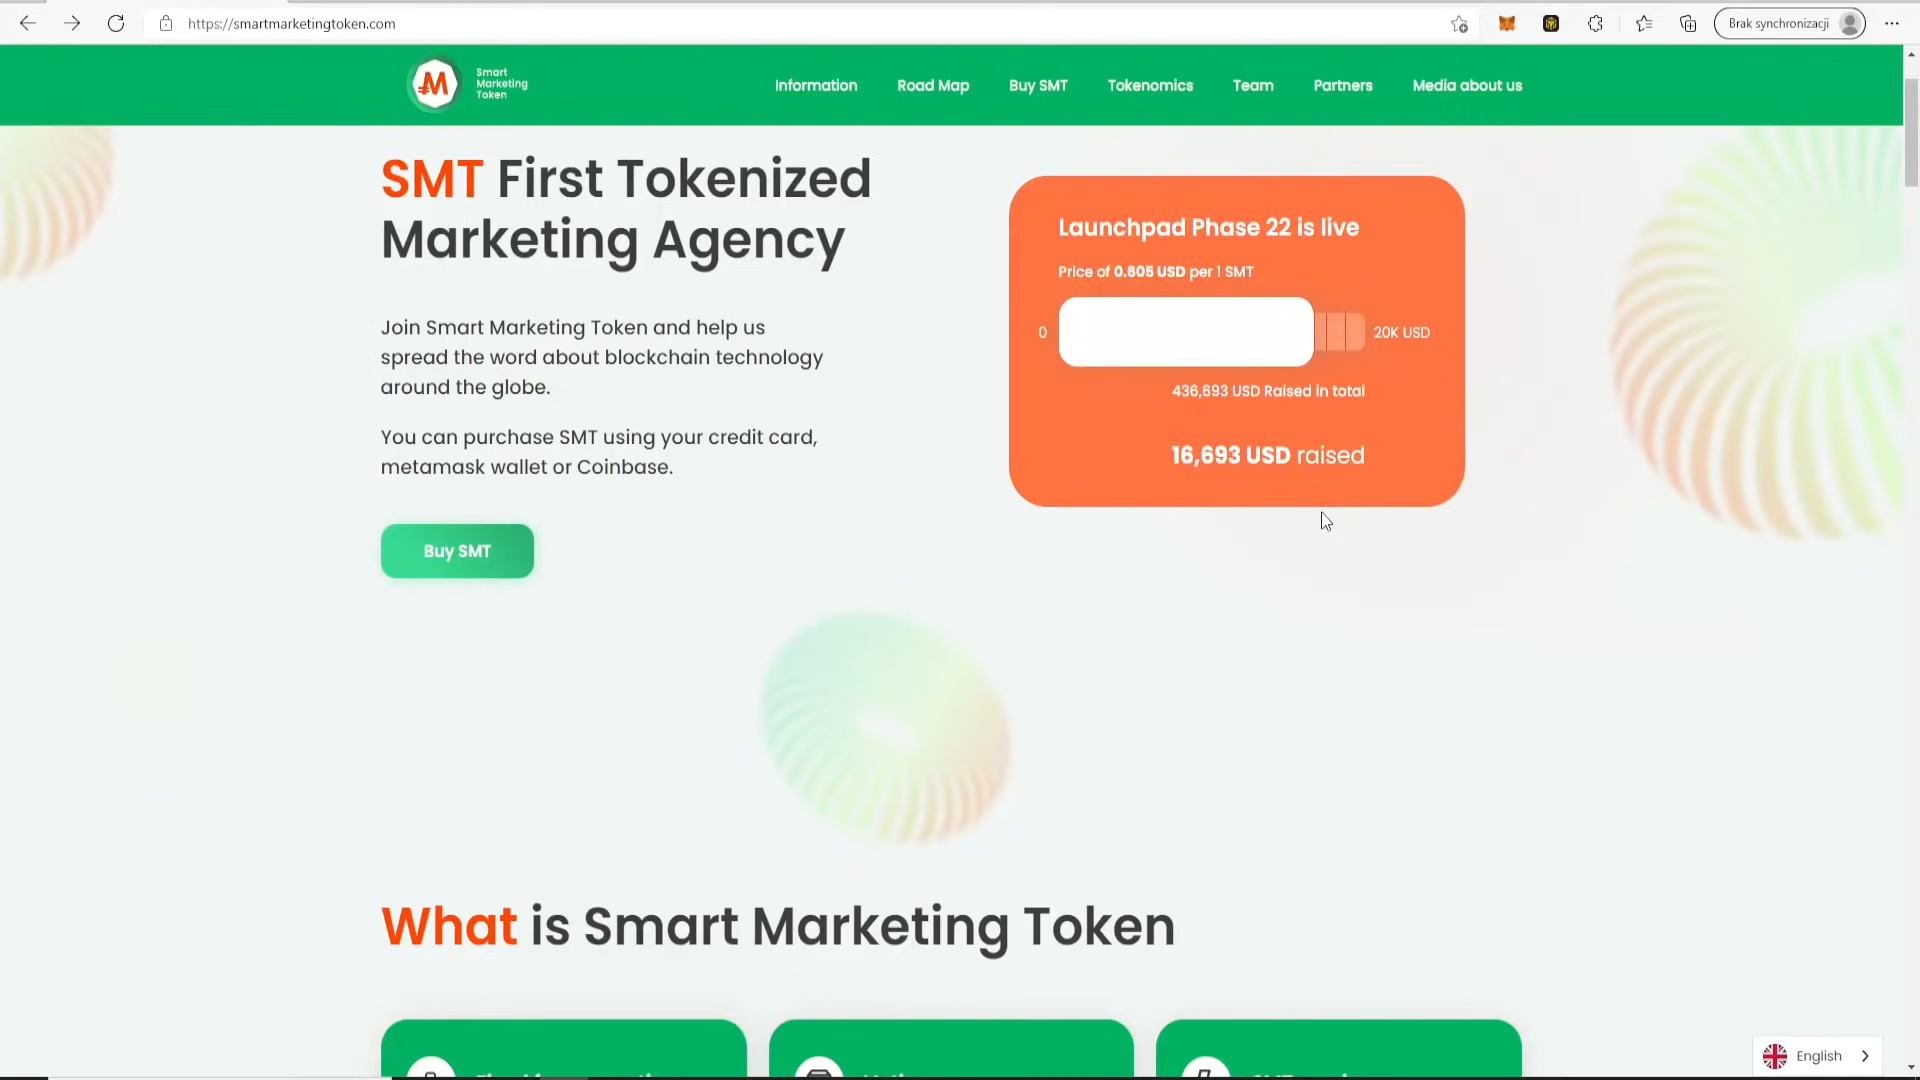 https://smartmarketingtoken.com
Brak synchronizacji
Smart
Marketing
Token
Information
Road Map
Buy SMT
Tokenomics
Team
Partners
Media about us
SMT First Tokenized
Marketing Agency
Join Smart Marketing Token and help us
spread the word about blockchain technology
around the globe.
You can purchase SMT using your credit card,
metamask wallet or Coinbase.
Buy SMT
Launchpad Phase 22 is live
Price of 0.605 USD per 1 SMT
0
20K USD
436,693 USD Raised in total
16,693 USD raised
What is Smart Marketing Token
English